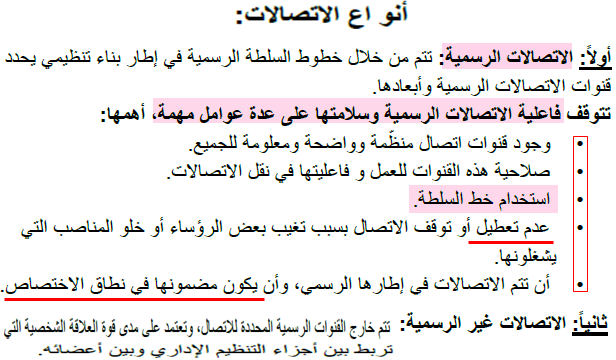 أنواع الاتصالات:
أولاً: الاتصالات الرسمية: تتم من خلال خطوط السلطة الرسمية في إطار بناء تنظيمي يحدد
قنوات الاتصالات الرسمية وأبعادها.
تتوقف فاعلية الاتصالات الرسمية وسلامتها على عدة عوامل مهمة، أهمها:
• وجود قنوات اتصال منظّمة وواضحة ومعلومة للجميع.
• صلاحية هذه القنوات للعمل و فاعليتها في نقل الاتصالات.
• استخدام خط السلطة.
• عدم تعطيل أو توقف الاتصال بسبب تغيب بعض الرؤساء أو خلو المناصب التي
يشغلونها.
• أن تتم الاتصالات في إطارها الرسمي، وأن يكون مضمونها في نطاق الاختصاص.
ثانياً: الاتصالات غير الرسمية: تتم خارج القنوات الرسمية المحددة للاتصال، وتعتمد على مدى قوة العلاقة الشخصية التي
تربط بين أجزاء التنظيم الإداري وبين أعضائه.